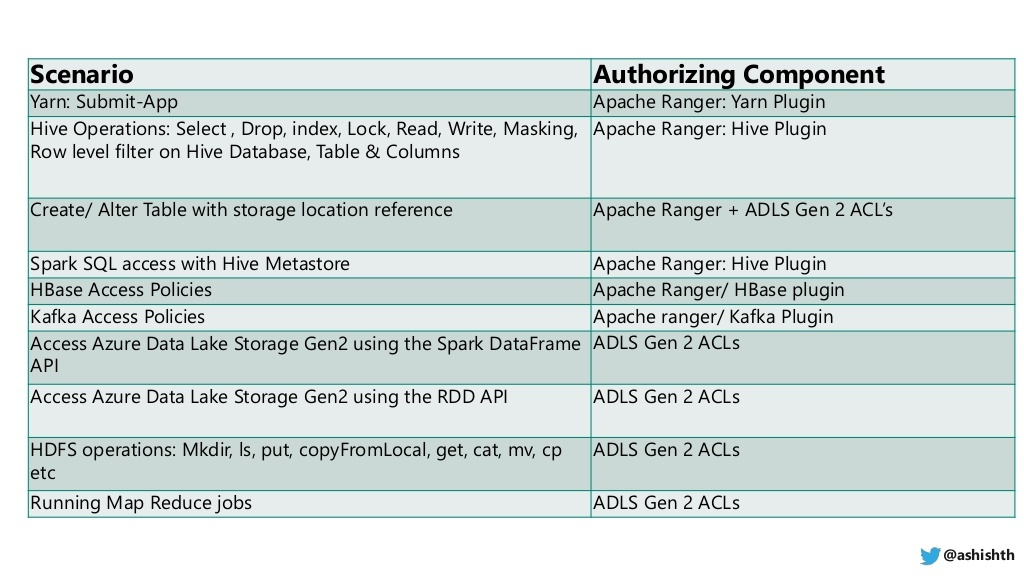 Scenario
Authorizing Component
Yarn: Submit-App
Apache Ranger: Yarn Plugin
Hive Operations: Select , Drop, index, Lock, Read, Write, Masking,
Row level filter on Hive Database, Table & Columns
Apache Ranger: Hive Plugin
Create/ Alter Table with storage location reference
Apache Ranger + ADLS Gen 2 ACL’s
Spark SQL access with Hive Metastore
Apache Ranger: Hive Plugin
HBase Access Policies
Apache Ranger/ HBase plugin
Kafka Access Policies
Apache ranger/ Kafka Plugin
Access Azure Data Lake Storage Gen2 using the Spark DataFrame
API
ADLS Gen 2 ACLs
Access Azure Data Lake Storage Gen2 using the RDD API
ADLS Gen 2 ACLs
HDFS operations: Mkdir, ls, put, copyFromLocal, get, cat, mv, cp
etc
ADLS Gen 2 ACLs
Running Map Reduce jobs
ADLS Gen 2 ACLs
@ashishth